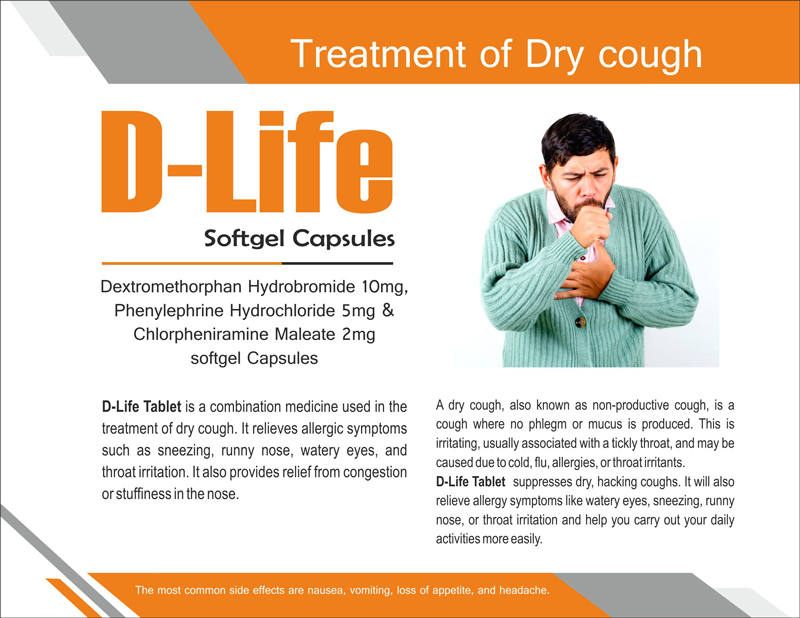 Treatment of Dry cough
D-Life
Softgel Capsules
Dextromethorphan Hydrobromide 10mg,
Phenylephrine Hydrochloride 5mg &
Chlorpheniramine Maleate 2mg
softgel Capsules
D-Life Tablet is a combination medicine used in the
treatment of dry cough. It relieves allergic symptoms
such as sneezing, runny nose, watery eyes, and
throat irritation. It also provides relief from congestion
or stuffiness in the nose.
A dry cough, also known as non-productive cough, is a
cough where no phlegm or mucus is produced. This is
irritating, usually associated with a tickly throat, and may be
caused due to cold, flu, allergies, or throat irritants.
D-Life Tablet suppresses dry, hacking coughs. It will also
relieve allergy symptoms like watery eyes, sneezing, runny
nose, or throat irritation and help you carry out your daily
activities more easily.
The most common side effects are nausea, vomiting, loss of appetite, and headache.